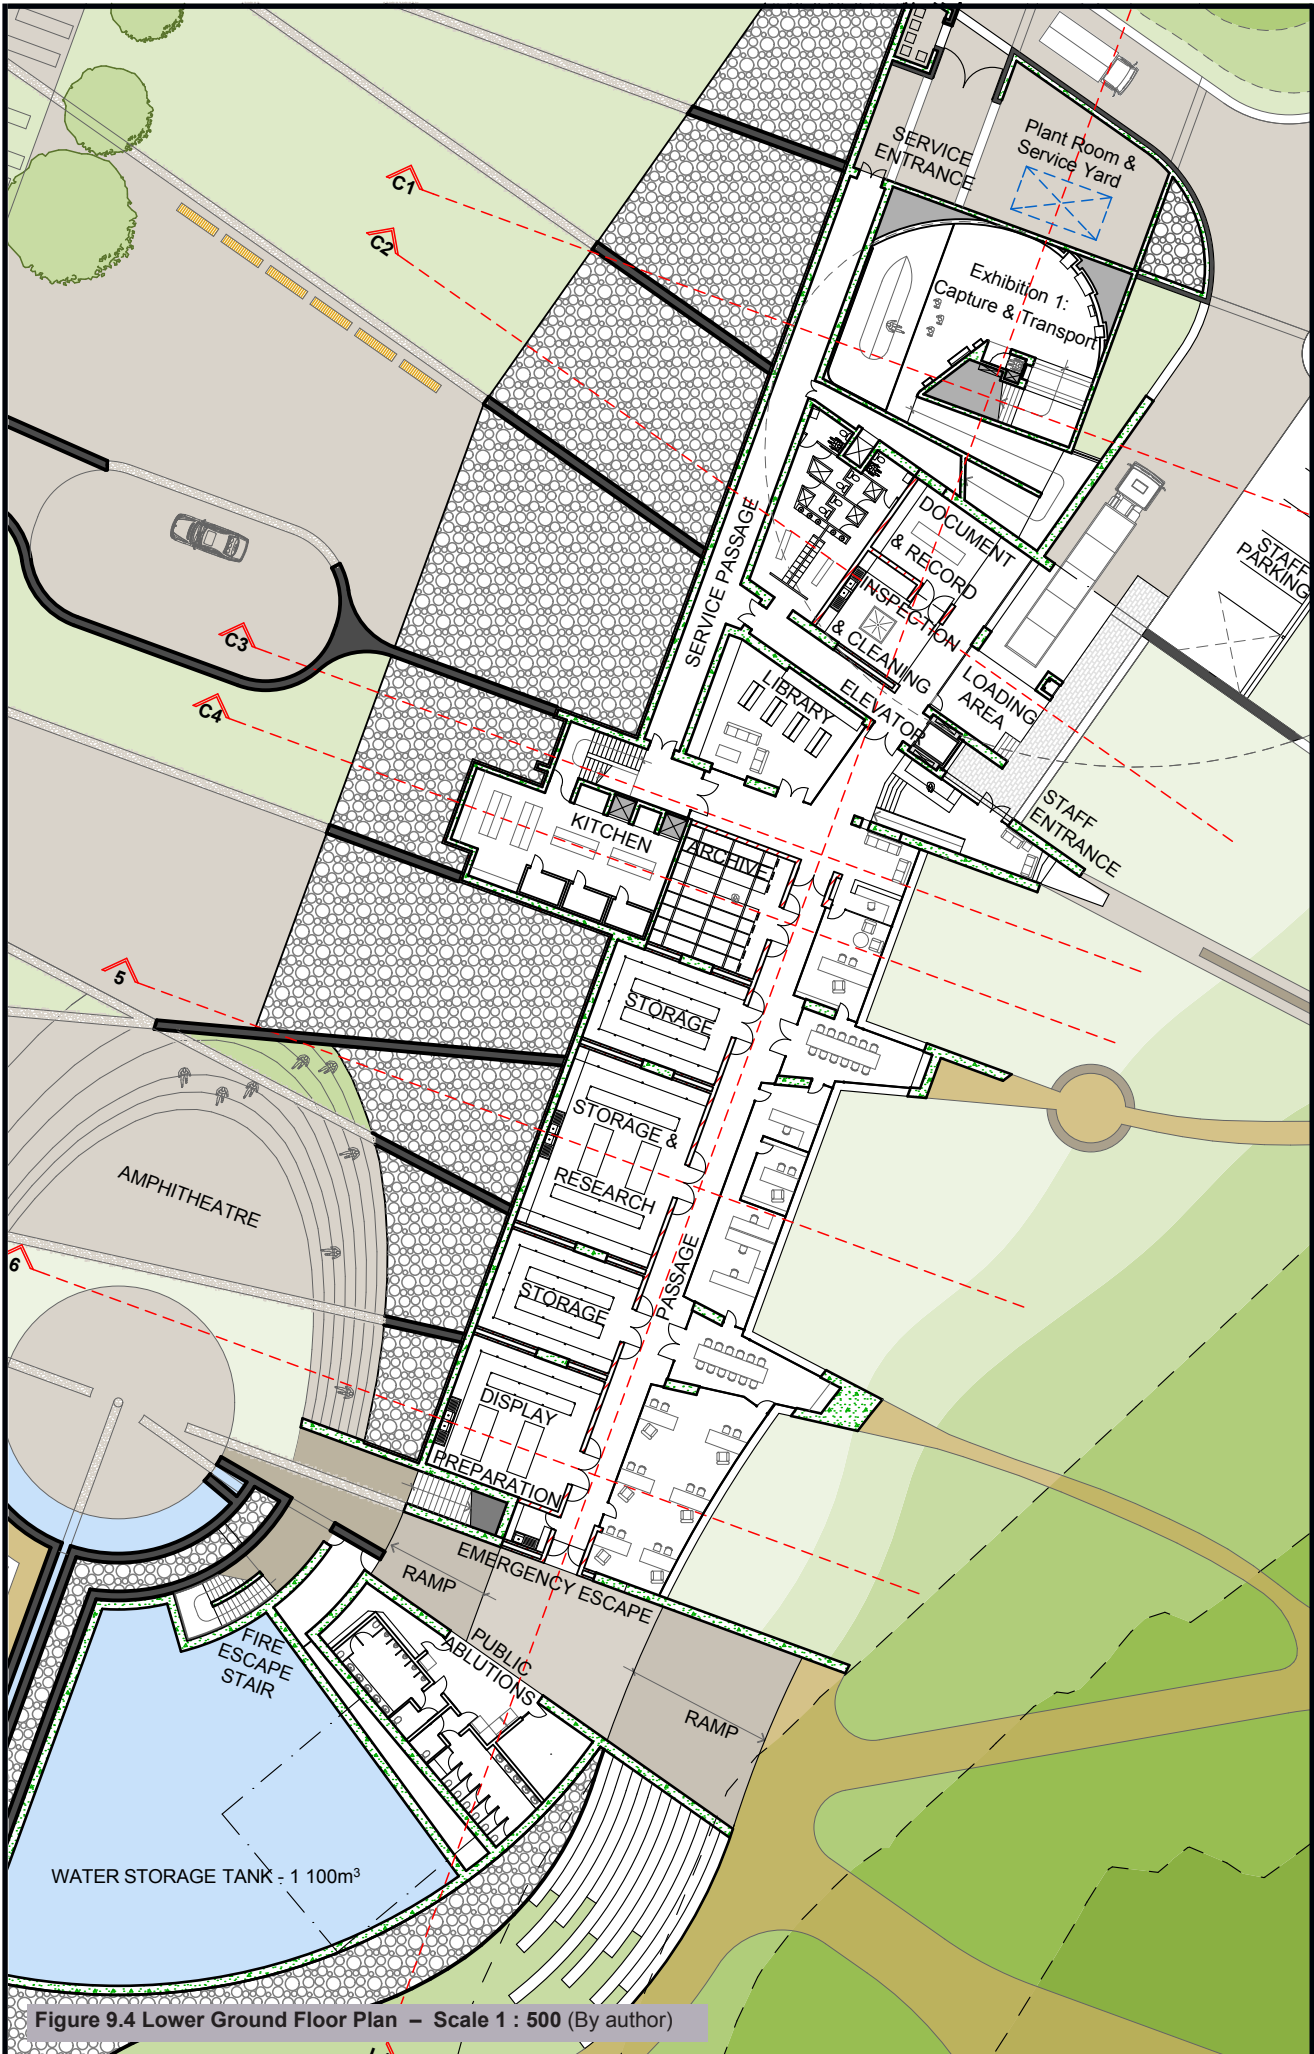 SERVICE
ENTRANCE
Plant Room &
Service Yard
C1
C2
Exhibition 1:
Capture & Transport
SERVICE PASSAGE
DOCUMENT
& RECORD
INSPECTION
& CLEANING
STAFF
PARKING
LIBRARY
ELEVATOR
LOADING
AREA
C3
C4
KITCHEN
ARCHIVE
STAFF
ENTRANCE
5
STORAGE
STORAGE &
RESEARCH
AMPHITHEATRE
6
PASSAGE
STORAGE
DISPLAY
PREPARATION
EMERGENCY ESCAPE
RAMP
PUBLIC
ABLUTIONS
FIRE
ESCAPE
STAIR
RAMP
WATER STORAGE TANK - 1 100m³
Figure 9.4 Lower Ground Floor Plan – Scale 1 : 500 (By author)